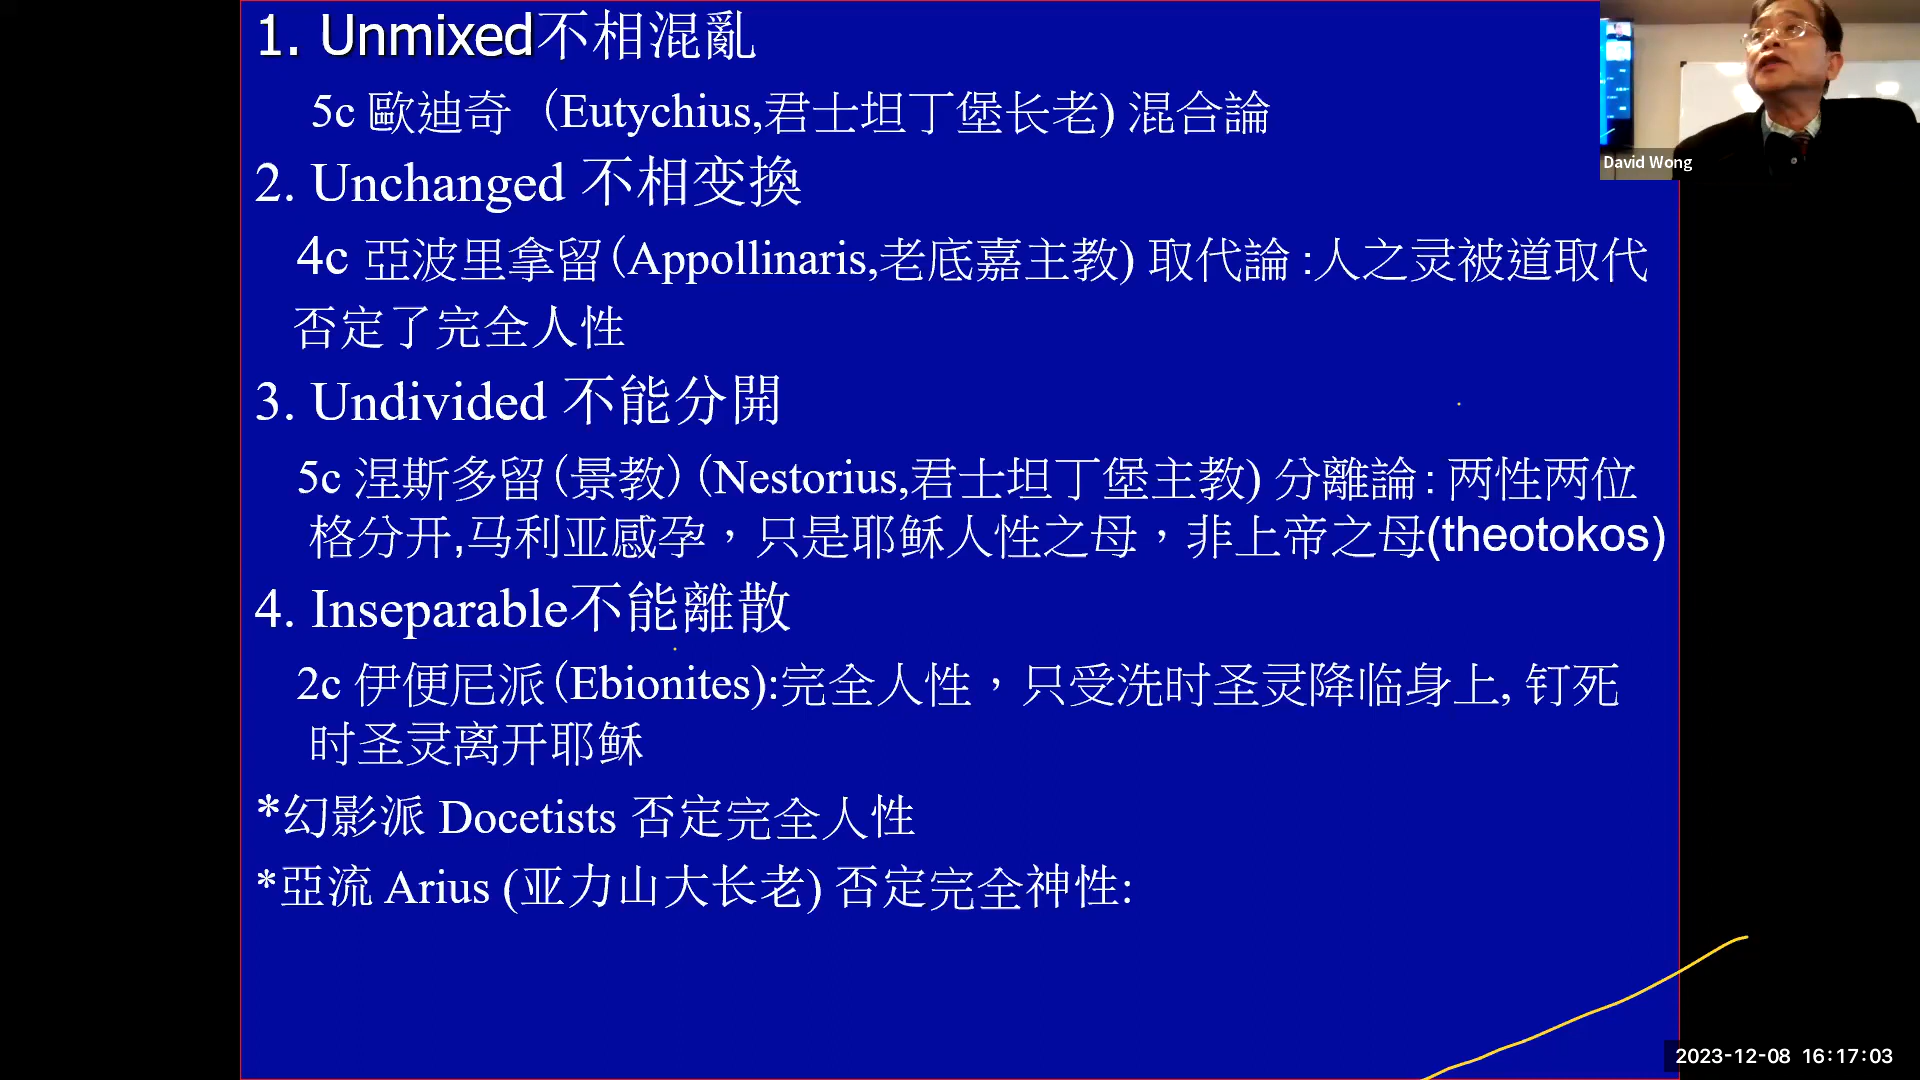 1. Unmixed不相混亂
5c 歐迪奇（Eutychius,君士坦丁堡长老) 混合論
2. Unchanged 不相变換
4c 亞波里拿留(Appollinaris,老底嘉主教) 取代論 :人之灵被道取代
否定了完全人性
3. Undivided 不能分開
5c 涅斯多留(景教) (Nestorius,君士坦丁堡主教) 分離論: 两性两位
格分开,马利亚感孕，只是耶稣人性之母，非上帝之母(theotokos)
4. Inseparable不能離散
2c 伊便尼派(Ebionites):完全人性，只受洗时圣灵降临身上, 钉死
时圣灵离开耶稣
*幻影派 Docetists 否定完全人性
*亞流 Arius (亚力山大长老) 否定完全神性:
David Wong
2023-12-08 16:17:03